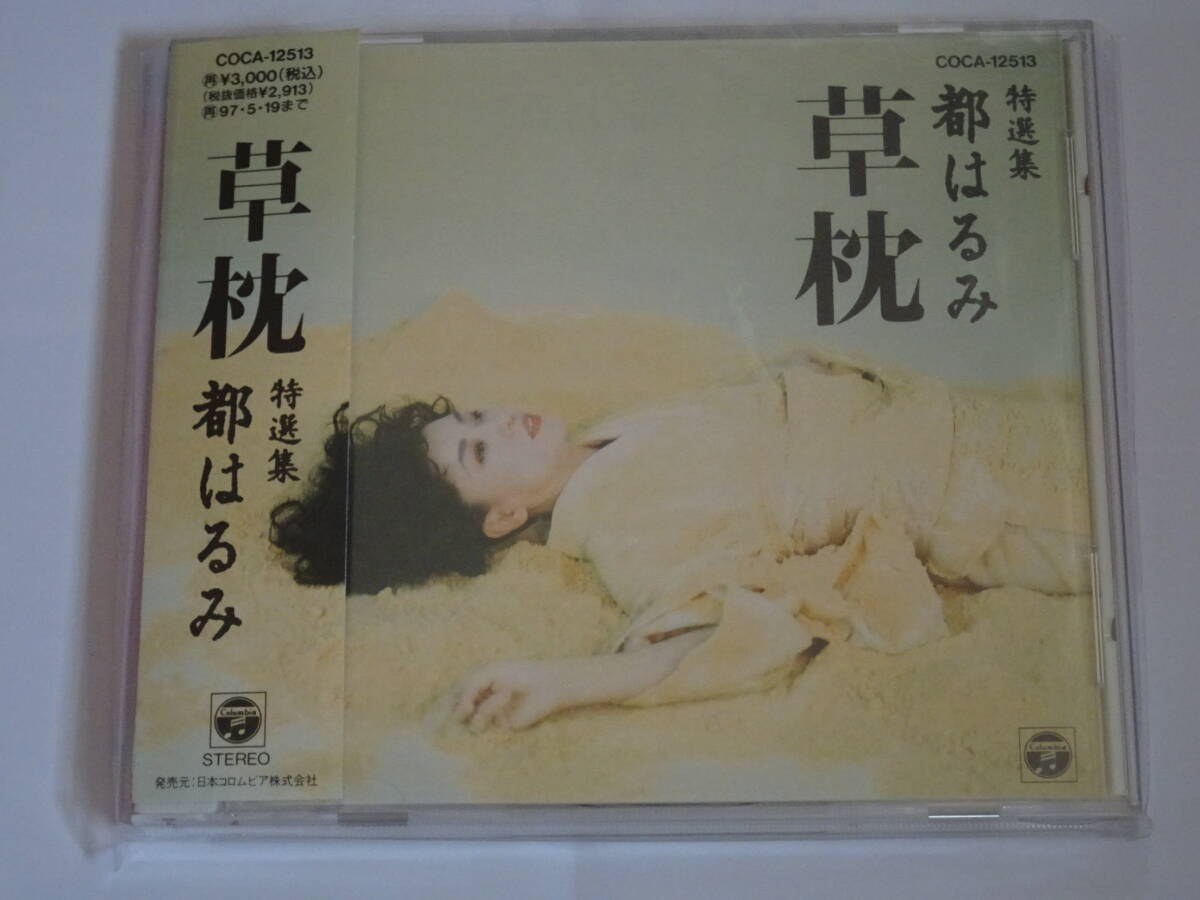 COCA-12513
㊢¥3,000(税込)
(税抜価格¥2,913)
㊢97・5・19まで
草枕
特選集
都はるみ
Columbia
STEREO
発売元:日本コロムビア株式会社
COCA-12513
特選集
都はるみ
草枕
Columbia